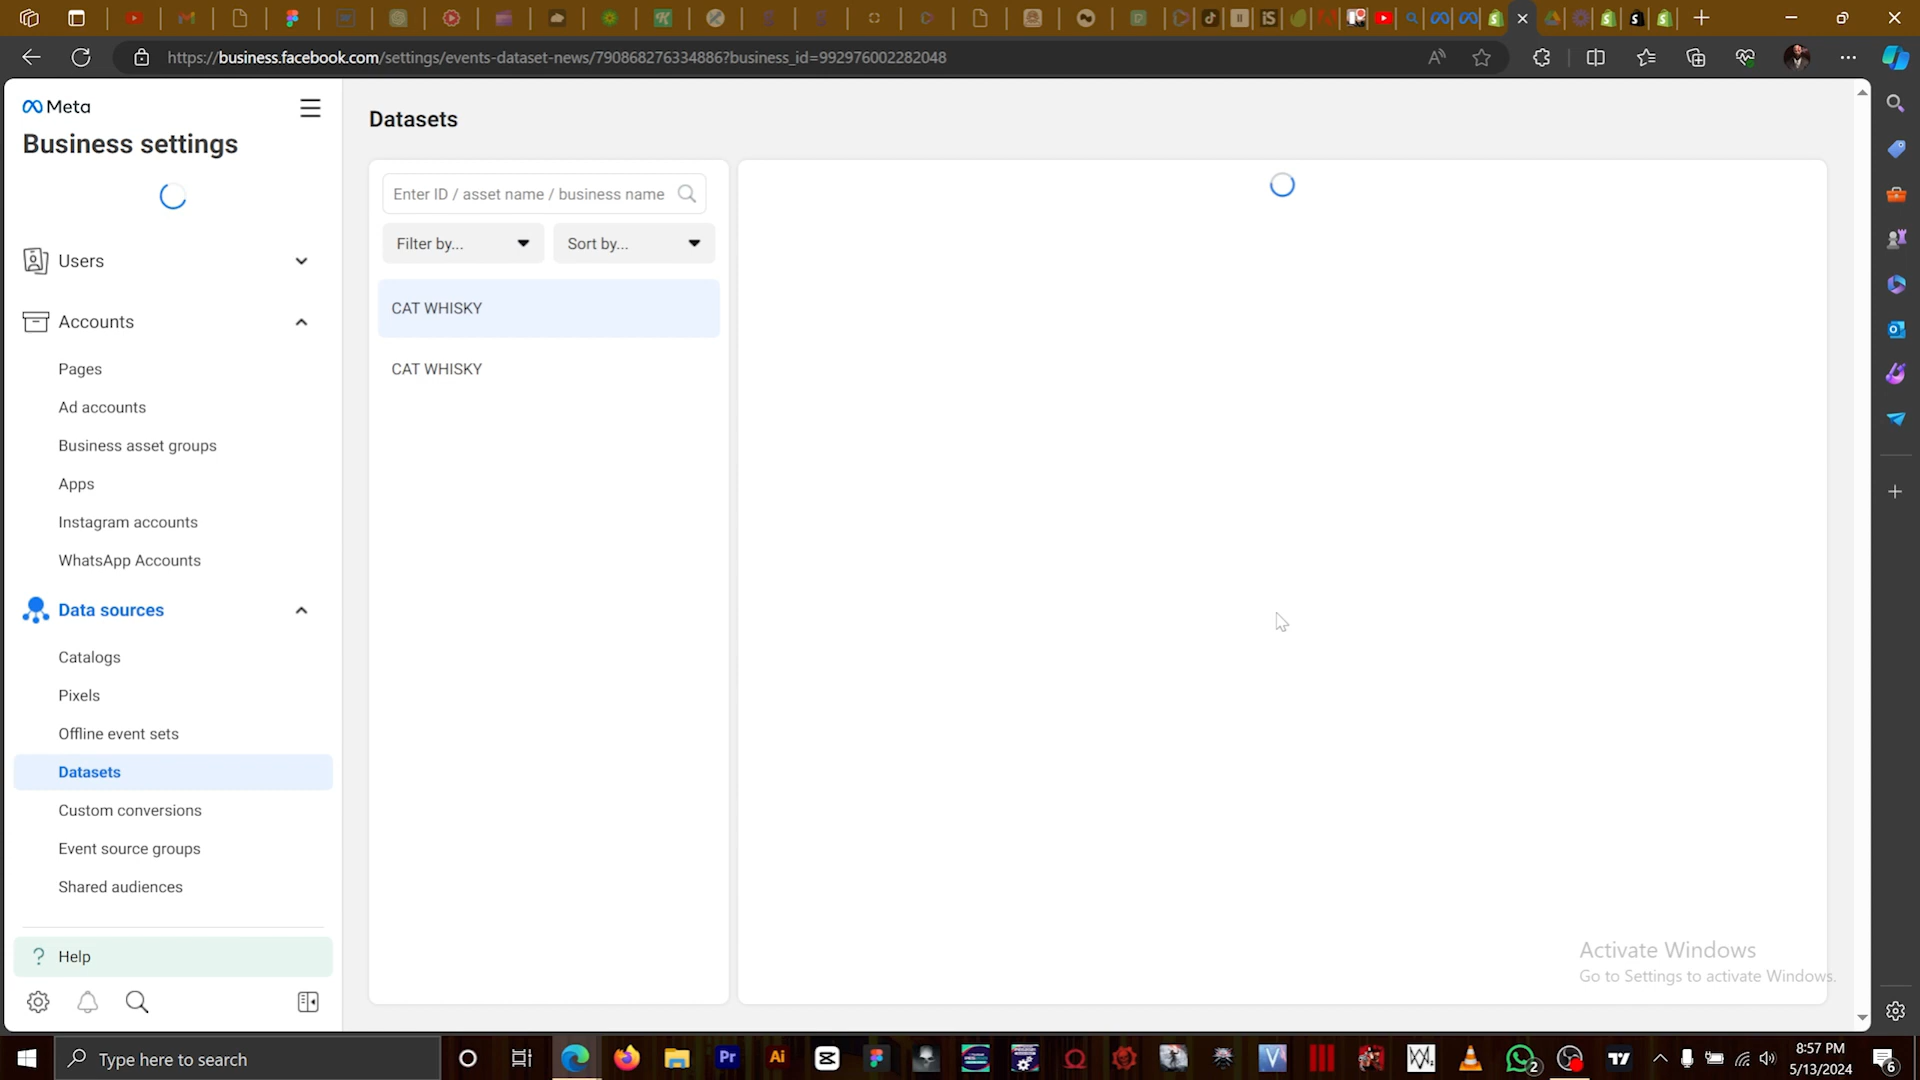 https://business.facebook.com/settings/events-dataset-news/790868276334886?business_id=992976002282048
Meta
Business settings
Users
Accounts
Pages
Ad accounts
Business asset groups
Apps
Instagram accounts
WhatsApp Accounts
Data sources
Catalogs
Pixels
Offline event sets
Datasets
Custom conversions
Event source groups
Shared audiences
Help
Datasets
Enter ID / asset name / business name
Filter by...
Sort by...
CAT WHISKY
CAT WHISKY
Activate Windows
Go to Settings to activate Windows.
Type here to search
Pr
Ai
2
8:57 PM
5/13/2024
6